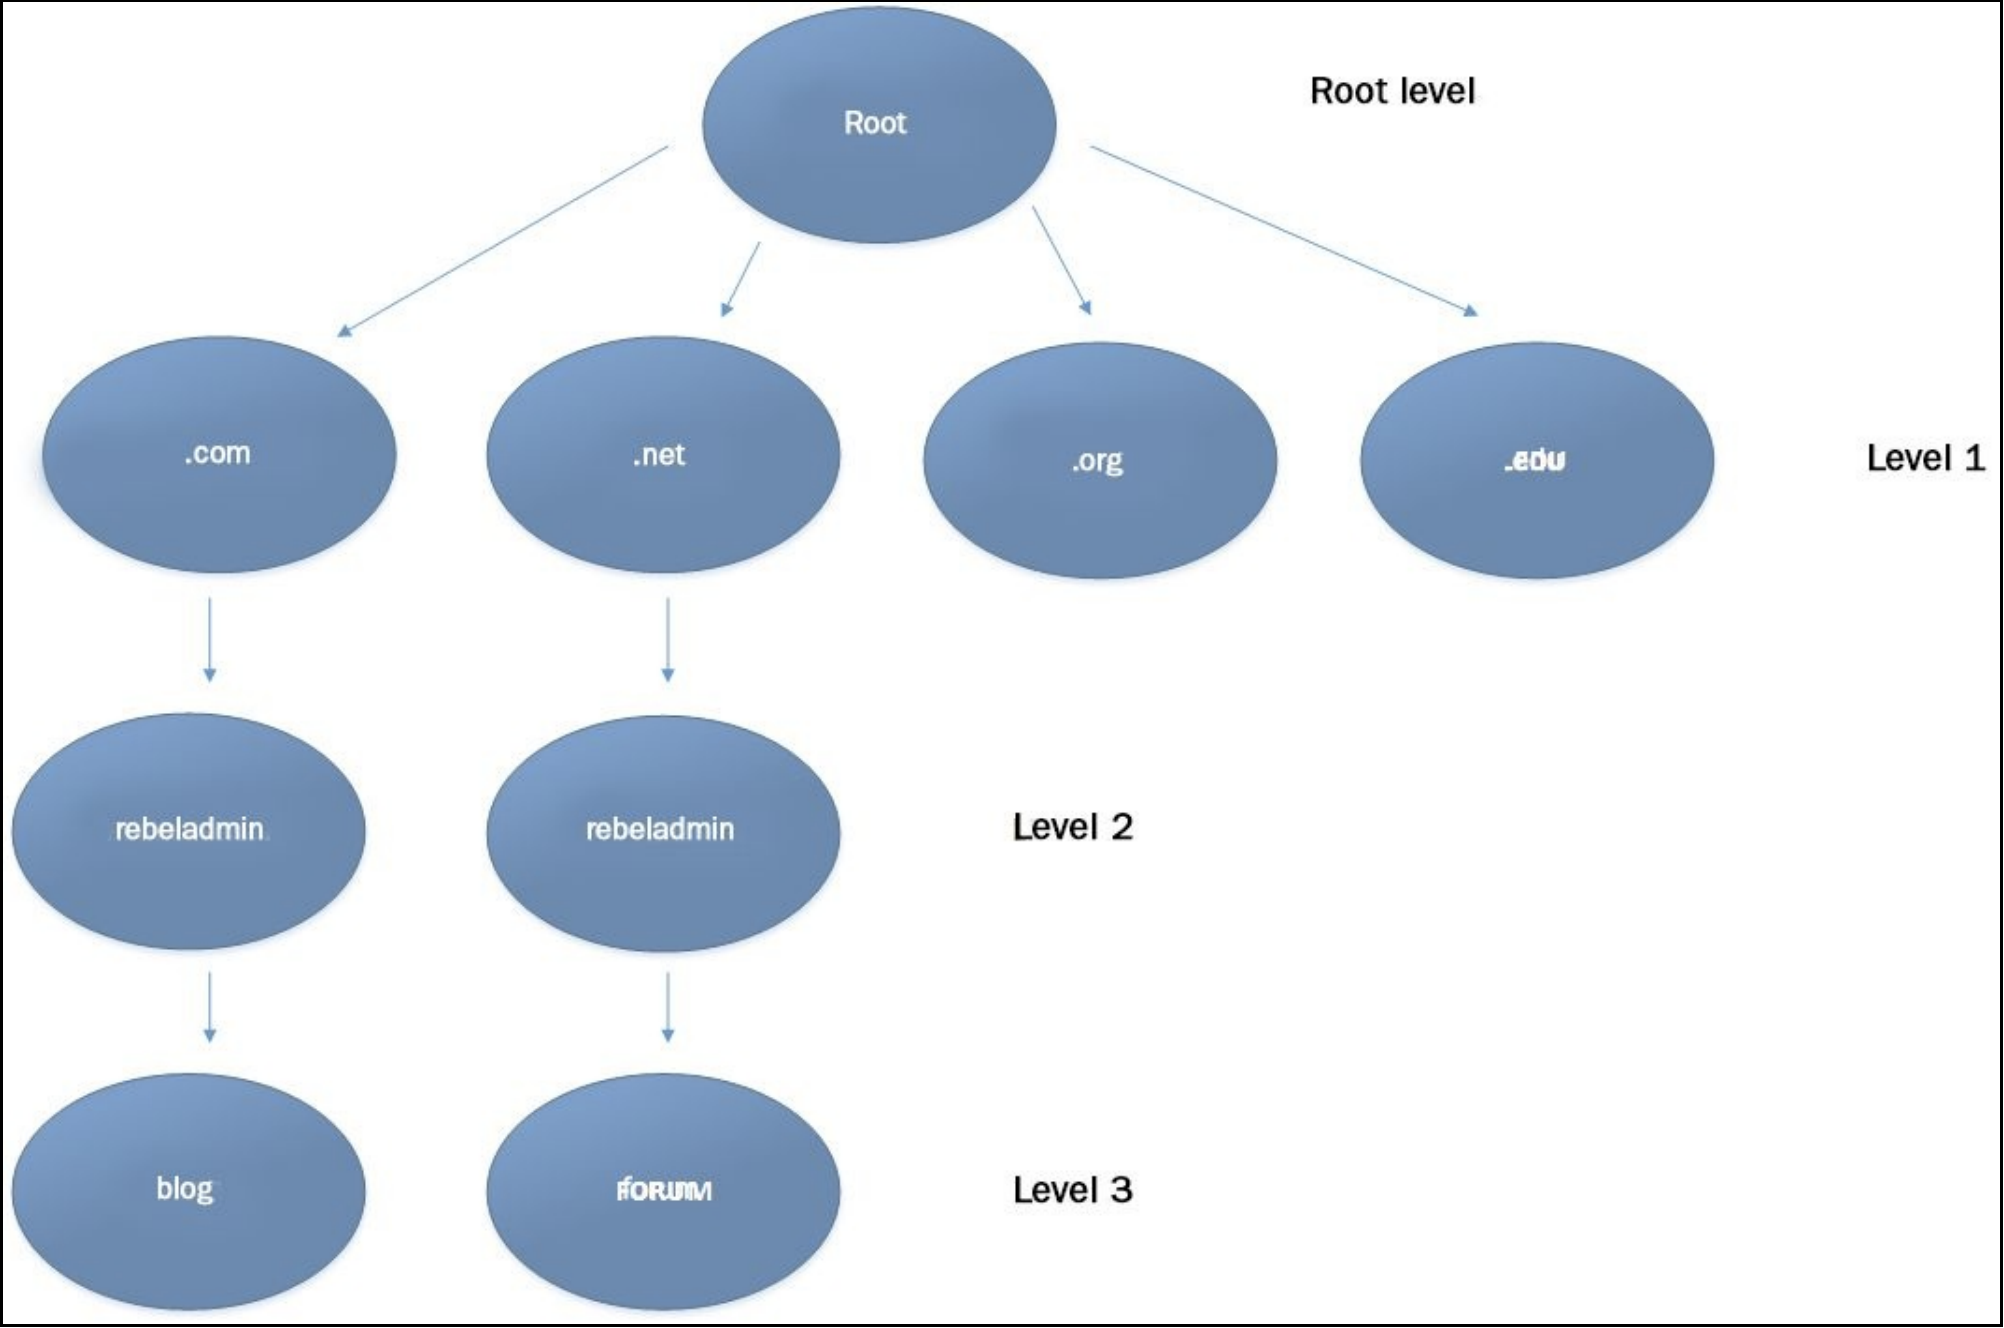 Root
Root level
.com
.net
.org
.edu
Level 1
rebeladmin
rebeladmin
Level 2
blog
forum
Level 3